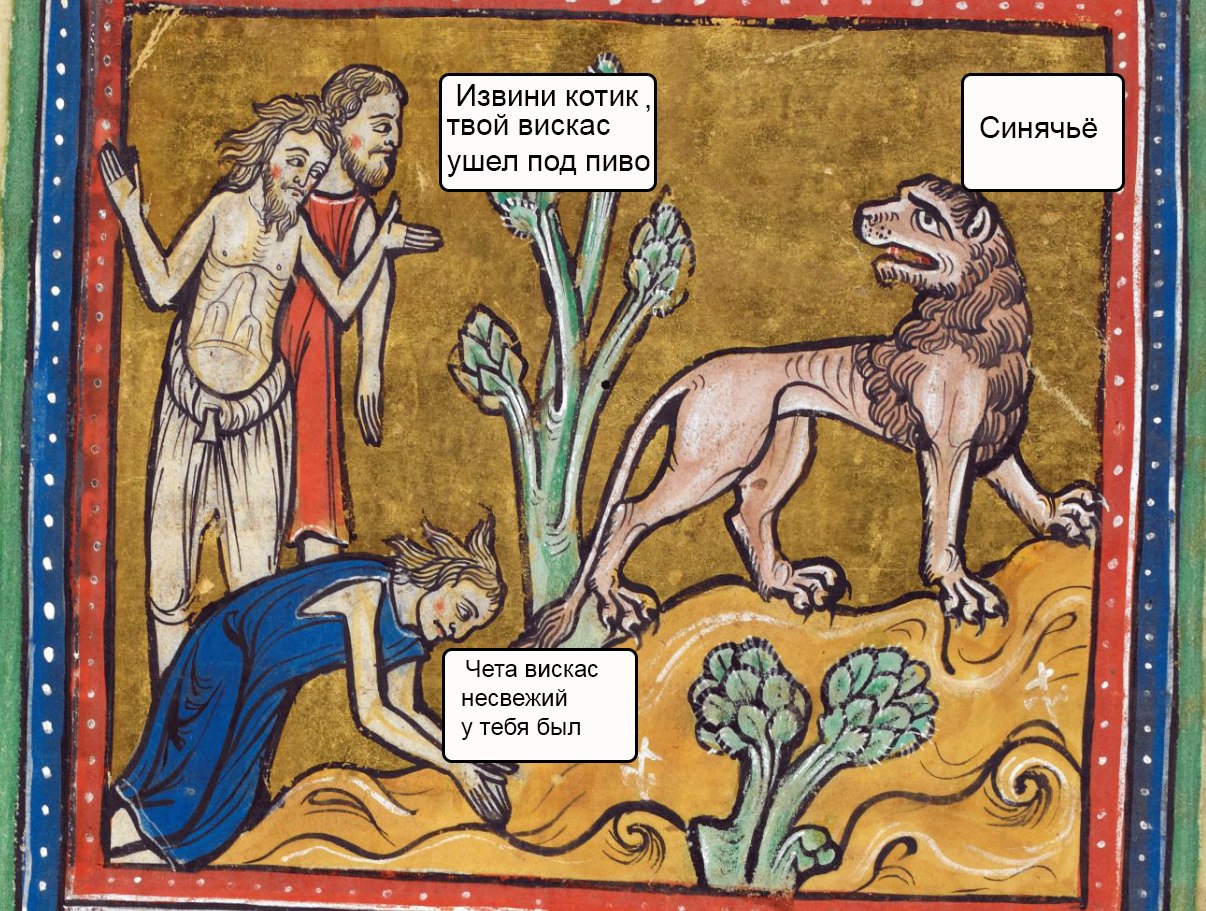 Извини котик ,
твой вискас
ушел под пиво
Синячьё
Чета вискас
несвежий
у тебя был